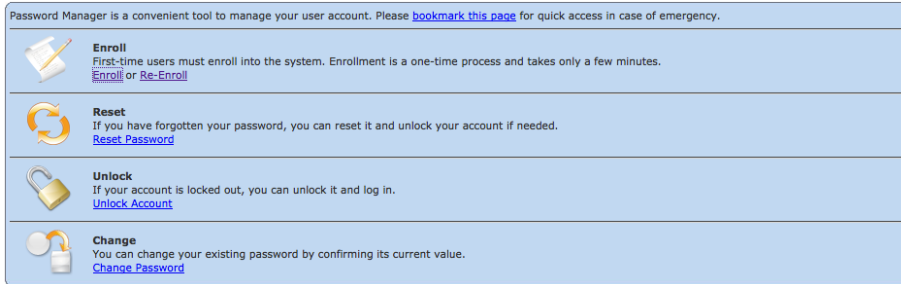 Password Manager is a convenient tool to manage your user account. Please bookmark this page for quick access in case of emergency.
Enroll
First-time users must enroll into the system. Enrollment is a one-time process and takes only a few minutes.
Enroll or Re-Enroll
Reset
If you have forgotten your password, you can reset it and unlock your account if needed.
Reset Password
Unlock
If your account is locked out, you can unlock it and log in.
Unlock Account
Change
You can change your existing password by confirming its current value.
Change Password